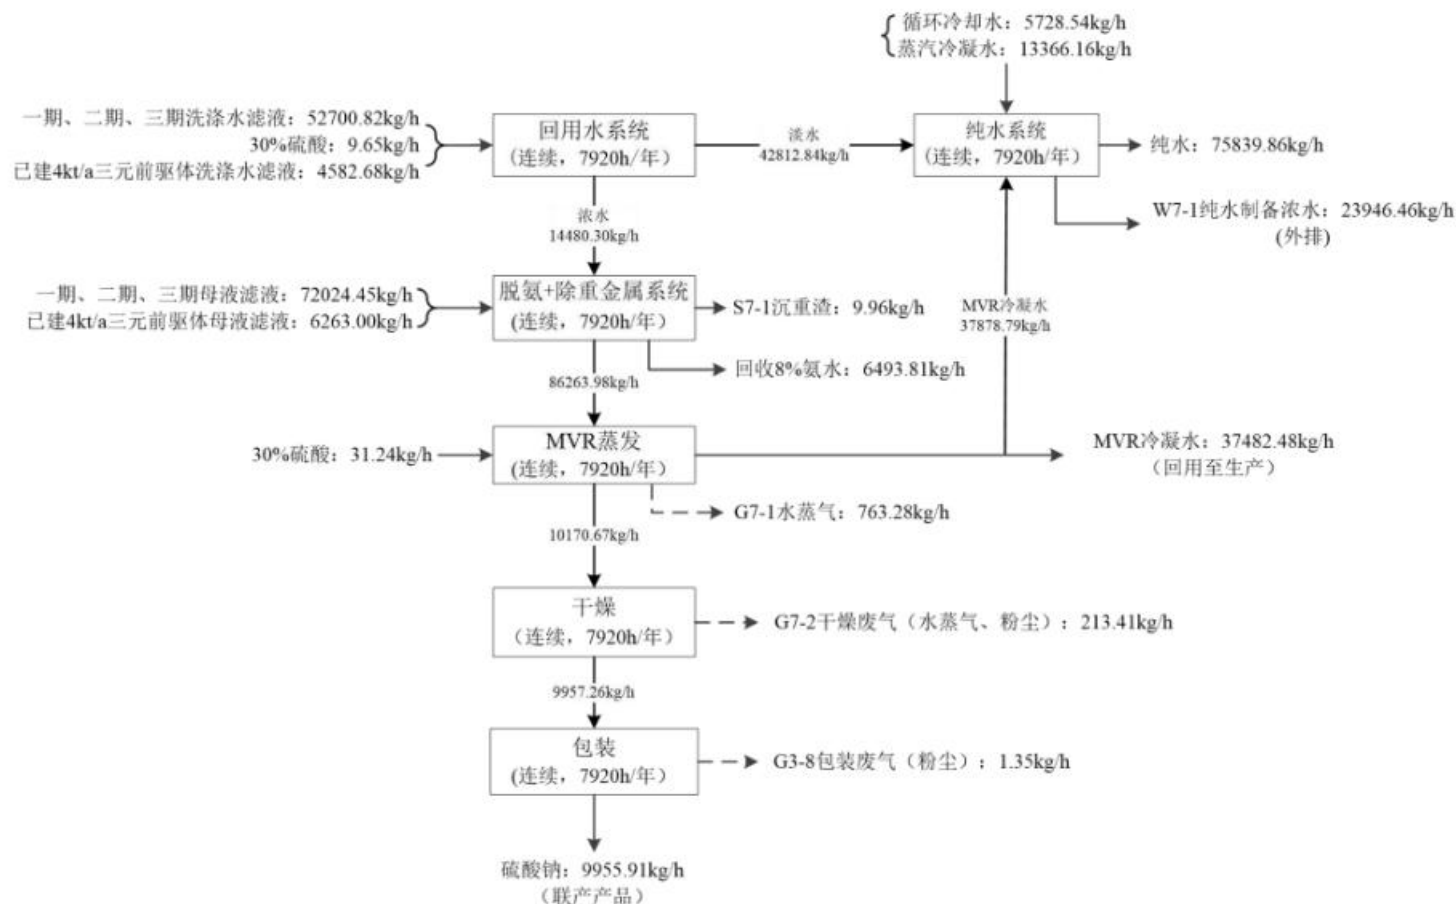 循环冷却水：5728.54kg/h
蒸汽冷凝水：13366.16kg/h
一期、二期、三期洗涤水滤液：52700.82kg/h
30%硫酸：9.65kg/h
已建4kt/a三元前驱体洗涤水滤液：4582.68kg/h
回用水系统
(连续，7920h/年)
淡水
42812.84kg/h
纯水系统
(连续，7920h/年)
纯水：75839.86kg/h
W7-1纯水制备浓水：23946.46kg/h
(外排)
浓水
14480.30kg/h
一期、二期、三期母液滤液：72024.45kg/h
已建4kt/a三元前驱体母液滤液：6263.00kg/h
脱氨+除重金属系统
(连续，7920h/年)
S7-1沉重渣：9.96kg/h
回收8%氨水：6493.81kg/h
MVR冷凝水
37878.79kg/h
86263.98kg/h
30%硫酸：31.24kg/h
MVR蒸发
(连续，7920h/年)
MVR冷凝水：37482.48kg/h
（回用至生产）
G7-1水蒸气：763.28kg/h
10170.67kg/h
干燥
（连续，7920h/年）
G7-2干燥废气（水蒸气、粉尘）：213.41kg/h
9957.26kg/h
包装
(连续，7920h/年）
G3-8包装废气（粉尘）：1.35kg/h
硫酸钠：9955.91kg/h
（联产产品）